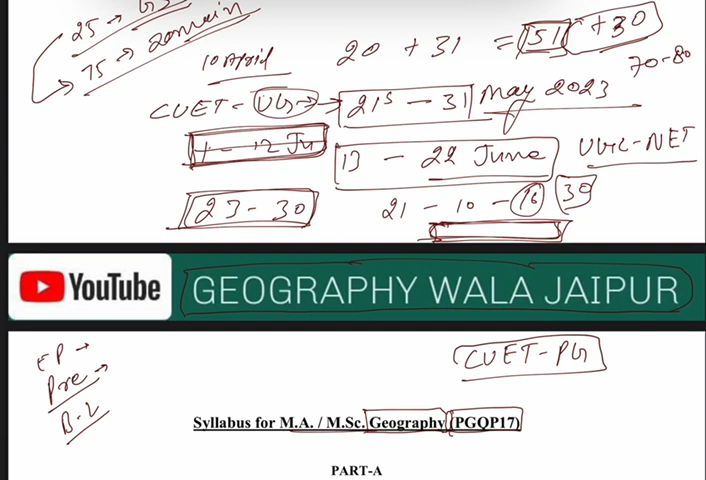 25 → GS
75 → Domain
10 April 20 + 31 = 51 + 30
70-80
CUET - UG → 21s - 31 May 2023
1 - 12 Ju
13 - 22 June UGC-NET
23 - 30 21 - 10 - 16 30
YouTube GEOGRAPHY WALA JAIPUR
EP →
Pre →
B.L
CUET-PG
Syllabus for M.A. / M.Sc. Geography (PGQP17)
PART-A